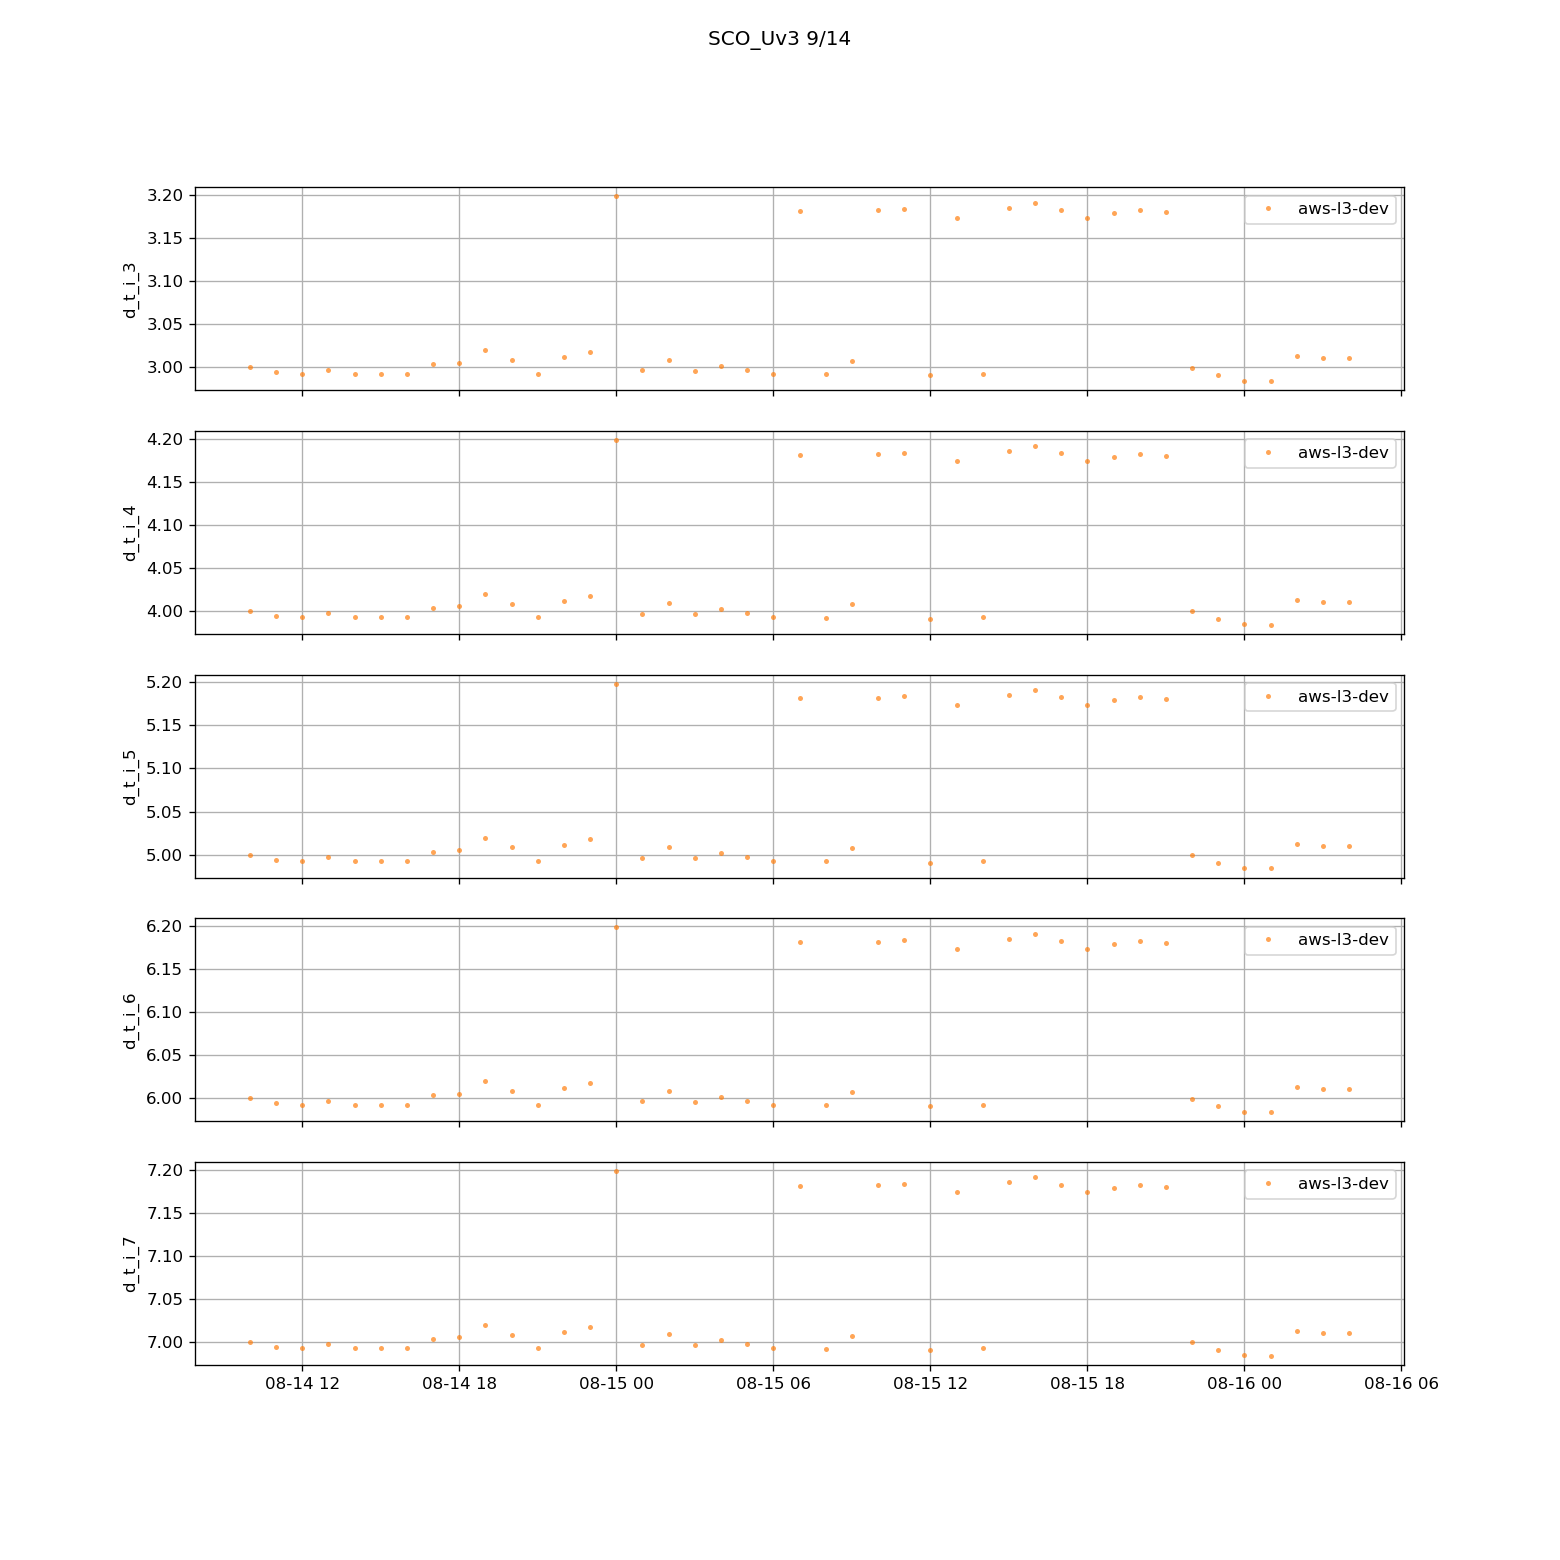 SCO_Uv3 9/14
3.20
3.15
3.10
3.05
3.00
d_t_i_3
aws-l3-dev
4.20
4.15
4.10
4.05
4.00
d_t_i_4
aws-l3-dev
5.20
5.15
5.10
5.05
5.00
d_t_i_5
aws-l3-dev
6.20
6.15
6.10
6.05
6.00
d_t_i_6
aws-l3-dev
7.20
7.15
7.10
7.05
7.00
d_t_i_7
aws-l3-dev
08-14 12 08-14 18 08-15 00 08-15 06 08-15 12 08-15 18 08-16 00 08-16 06